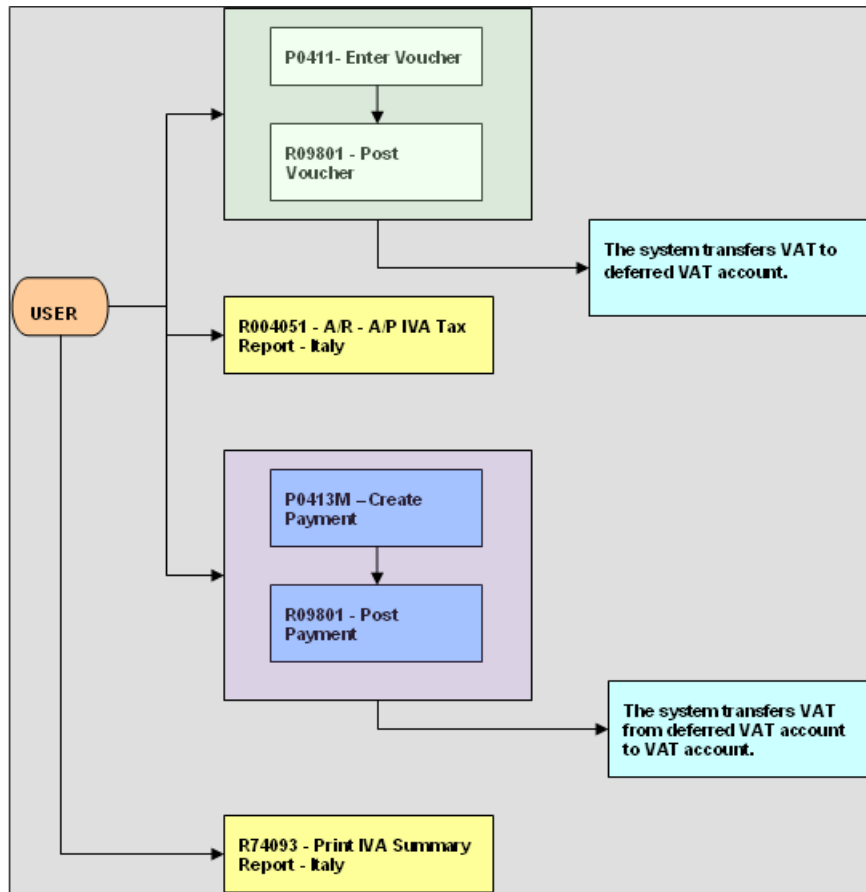 P0411- Enter Voucher
R09801 - Post
Voucher
The system transfers VAT to
deferred VAT account.
USER
R004051 - A/R - A/P IVA Tax
Report - Italy
P0413M – Create
Payment
R09801 - Post
Payment
The system transfers VAT
from deferred VAT account
to VAT account.
R74093 - Print IVA Summary
Report - Italy